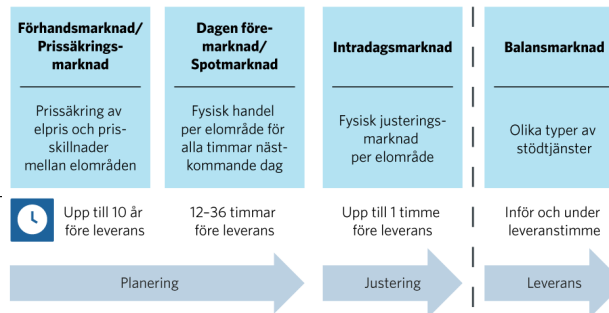 Förhandsmarknad/
Prissäkrings-
marknad
Prissäkring av
elpris och pris-
skillnader
mellan elområden
Dagen före-
marknad/
Spotmarknad
Fysisk handel
per elområde för
alla timmar näst-
kommande dag
Intradagsmarknad
Fysisk justerings-
marknad
per elområde
Balansmarknad
Olika typer av
stödtjänster
Upp till 10 år
före leverans
12–36 timmar
före leverans
Upp till 1 timme
före leverans
Inför och under
leveranstimme
Planering
Justering
Leverans